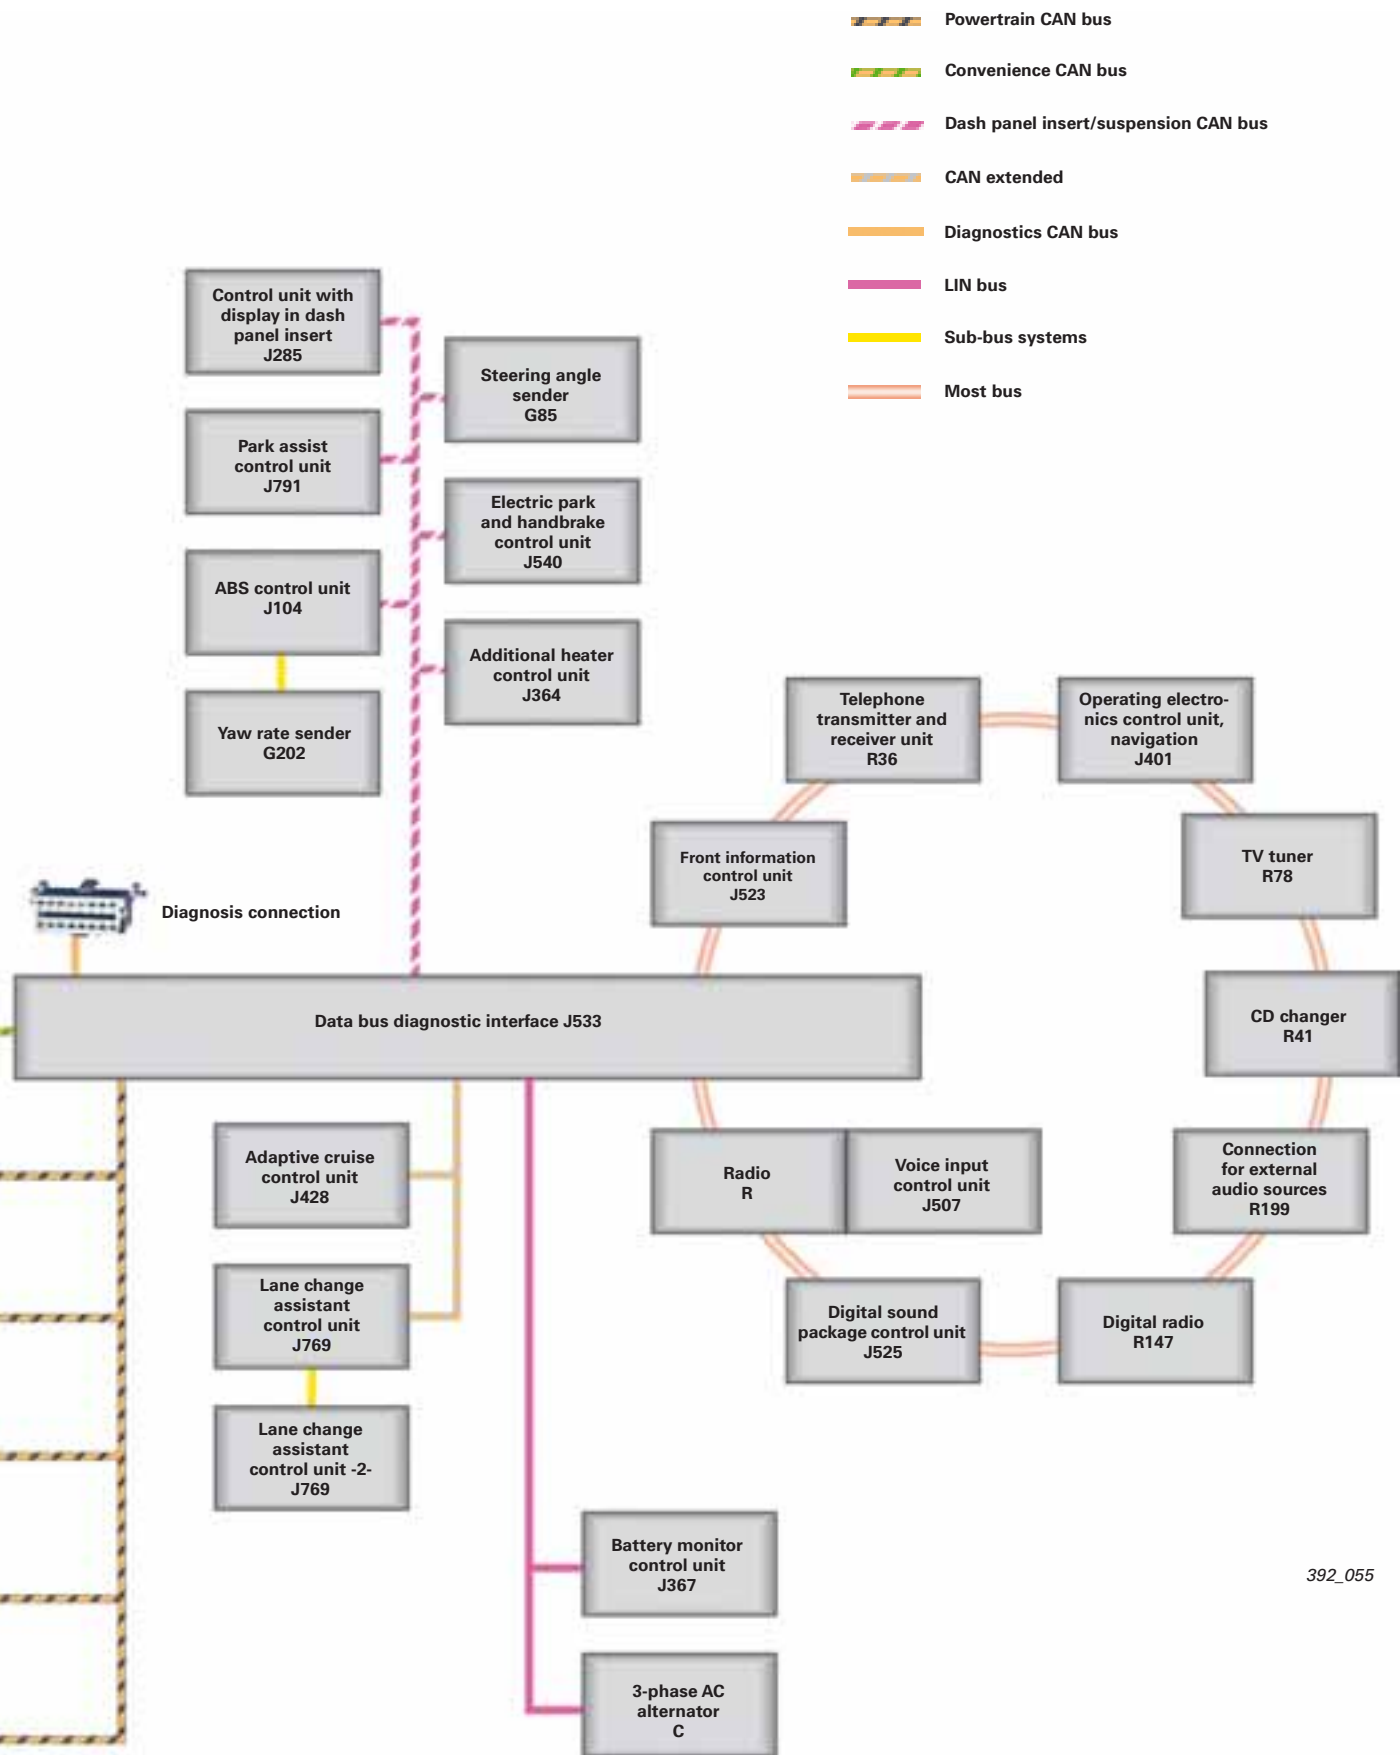 Powertrain CAN bus
Convenience CAN bus
Dash panel insert/suspension CAN bus
CAN extended
Diagnostics CAN bus
LIN bus
Sub-bus systems
Most bus
Control unit with
display in dash
panel insert
J285
Steering angle
sender
G85
Park assist
control unit
J791
Electric park
and handbrake
control unit
J540
ABS control unit
J104
Additional heater
control unit
J364
Yaw rate sender
G202
Telephone
transmitter and
receiver unit
R36
Operating electro-
nics control unit,
navigation
J401
Front information
control unit
J523
TV tuner
R78
Diagnosis connection
Data bus diagnostic interface J533
CD changer
R41
Adaptive cruise
control unit
J428
Radio
R
Voice input
control unit
J507
Connection
for external
audio sources
R199
Lane change
assistant
control unit
J769
Digital sound
package control unit
J525
Digital radio
R147
Lane change
assistant
control unit -2-
J769
Battery monitor
control unit
J367
392_055
3-phase AC
alternator
C